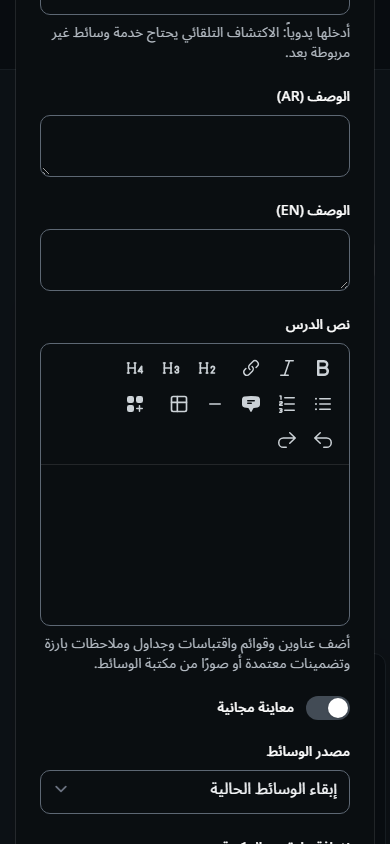 أدخلها يدوياً: الاكتشاف التلقائي يحتاج خدمة وسائط غير
مربوطة بعد.
الوصف (AR)
الوصف (EN)
نص الدرس
B I H2 H3 H4
أضف عناوين وقوائم واقتباسات وجداول وملاحظات بارزة
وتضمينات معتمدة أو صورًا من مكتبة الوسائط.
معاينة مجانية
مصدر الوسائط
إبقاء الوسائط الحالية